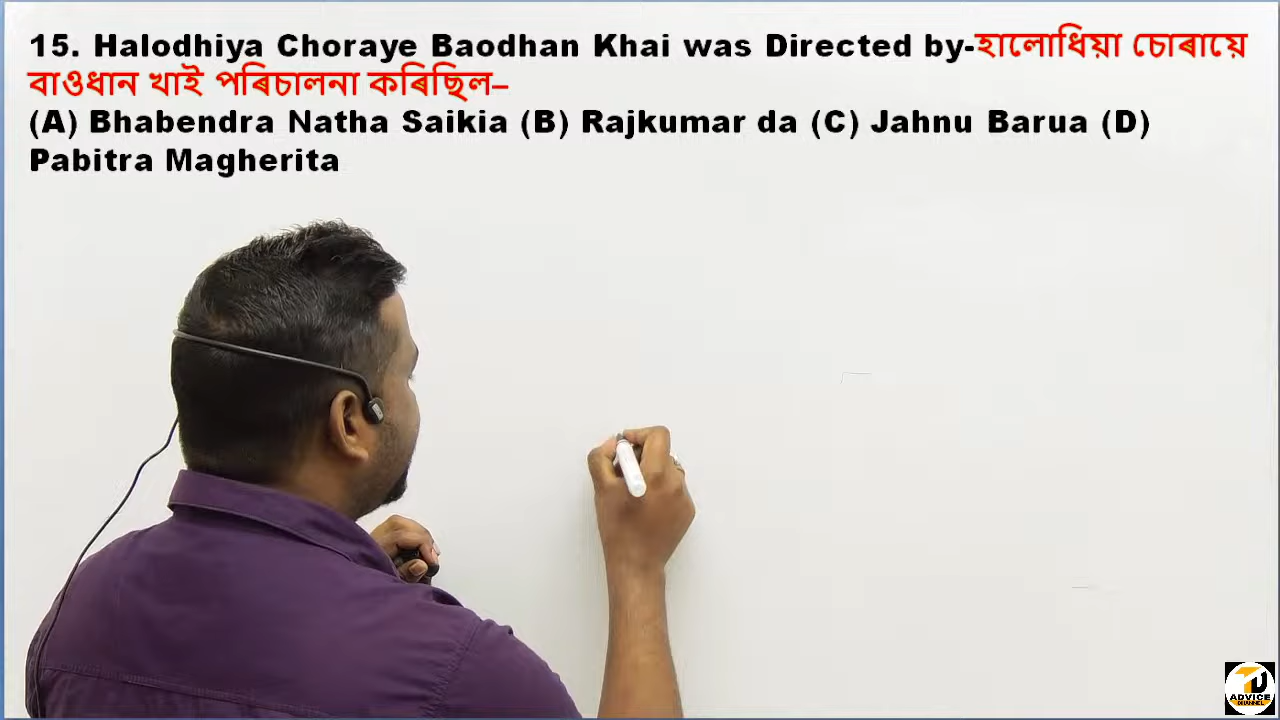 15. Halodhiya Choraye Baodhan Khai was Directed by-হালোধিয়া চোৰায়ে
বাওধান খাই পৰিচালনা কৰিছিল–
(A) Bhabendra Natha Saikia (B) Rajkumar da (C) Jahnu Barua (D)
Pabitra Magherita
ADVICE
CHANNEL